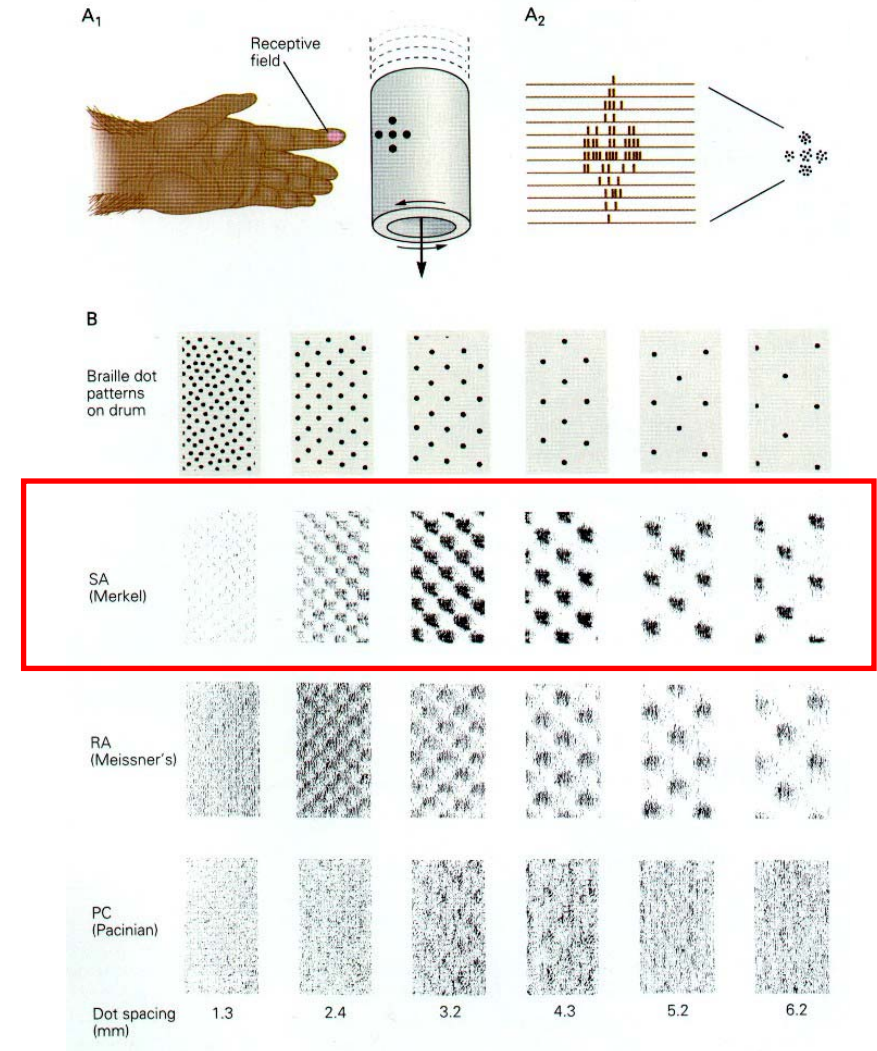 A1
Receptive
field
A2
B
Braille dot
patterns
on drum
SA
(Merkel)
RA
(Meissner's)
PC
(Pacinian)
Dot spacing
(mm)
1.3 2.4 3.2 4.3 5.2 6.2